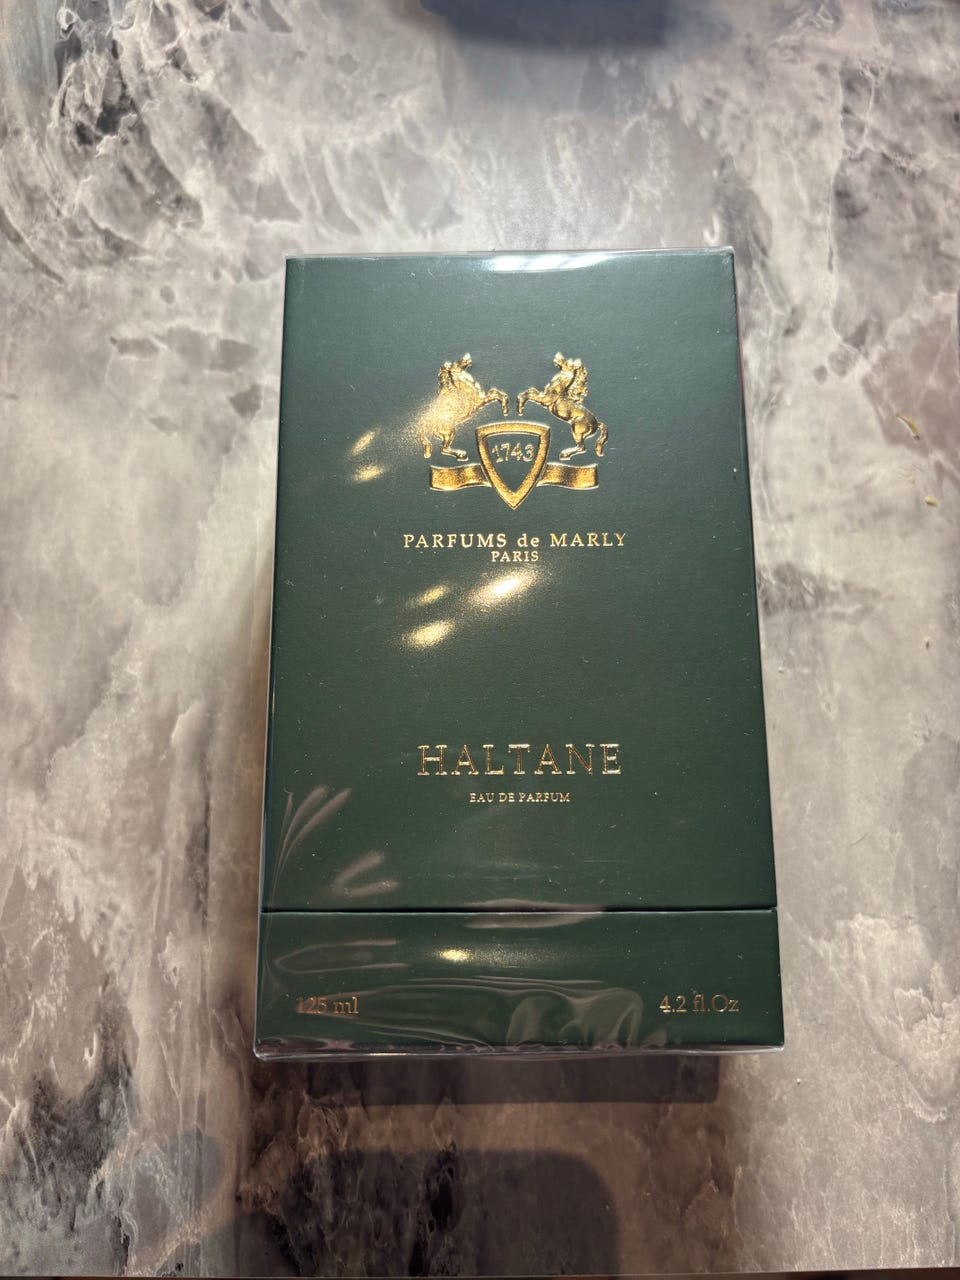 1743
PARFUMS de MARLY
PARIS
HALTANE
EAU DE PARFUM
125 ml
4.2 fl.Oz